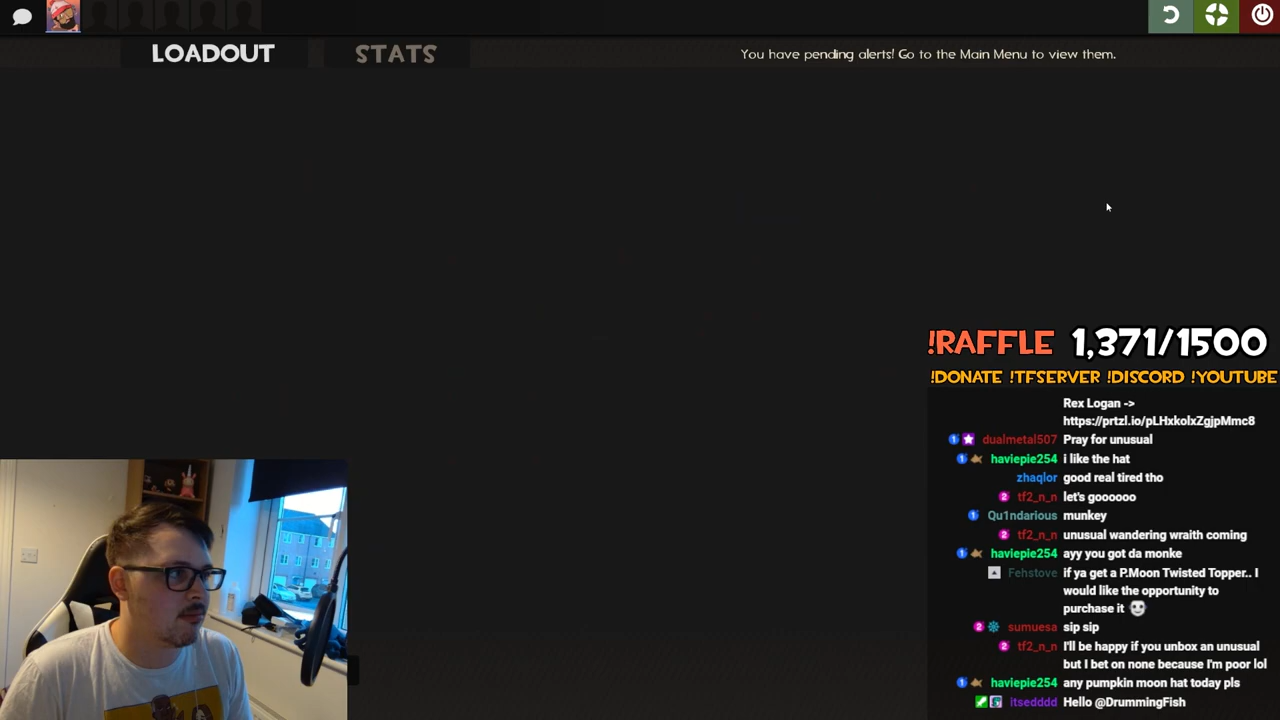 LOADOUT
STATS
You have pending alerts! Go to the Main Menu to view them.
!RAFFLE 1,371/1500
!DONATE !TFSERVER !DISCORD !YOUTUBE
Rex Logan ->
https://prtzl.io/pLHxkolxZgjpMmc8
dualmetal507 Pray for unusual
haviepie254 i like the hat
zhaqior good real tired tho
tf2_n_n let's goooooo
Qu1ndarious munkey
tf2_n_n unusual wandering wraith coming
haviepie254 ayy you got da monke
Fehstove if ya get a P.Moon Twisted Topper.. I
would like the opportunity to
purchase it
sumuesa sip sip
tf2_n_n I'll be happy if you unbox an unusual
but I bet on none because I'm poor lol
haviepie254 any pumpkin moon hat today pls
itsedddd Hello @DrummingFish